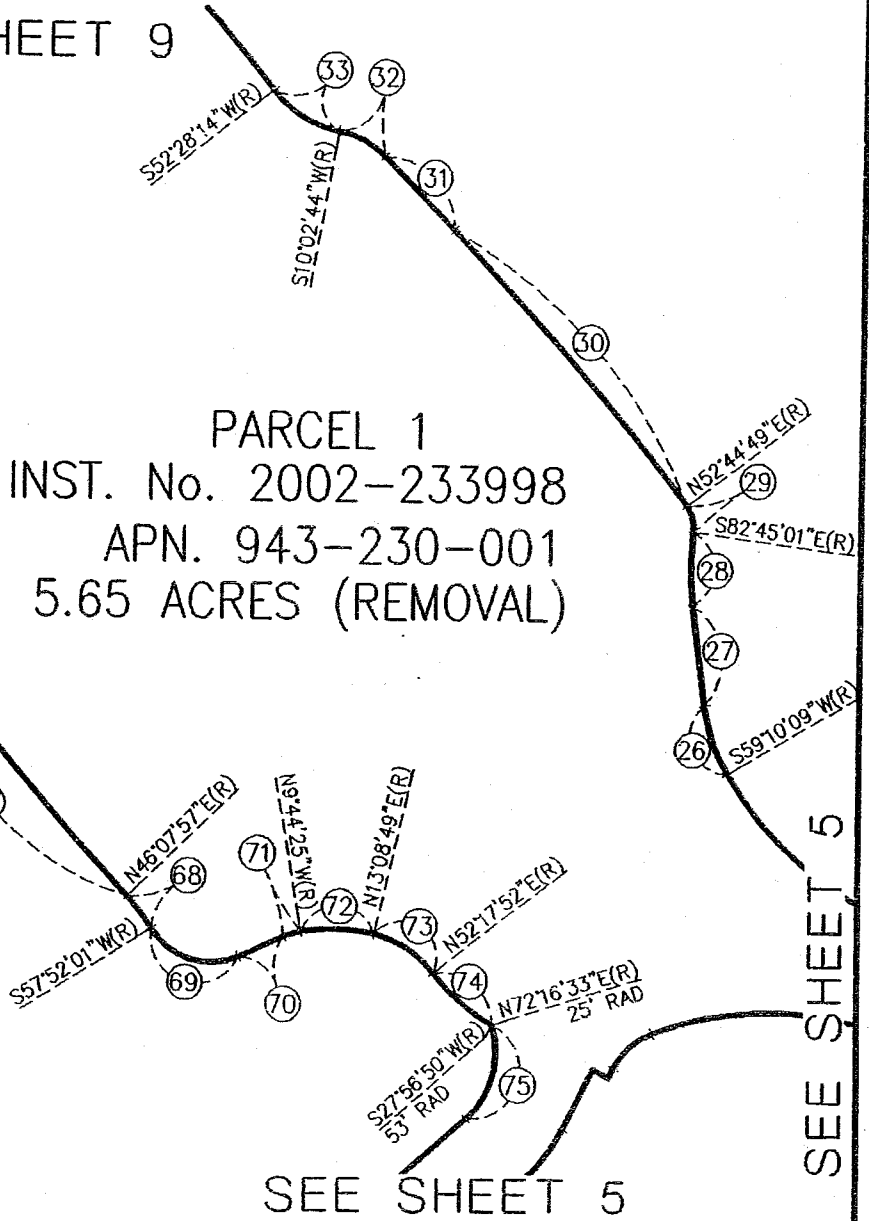 HEET 9
33
32
S52°28'14"W(R)
S10°02'44"W(R)
31
30
PARCEL 1
INST. No. 2002-233998
APN. 943-230-001
5.65 ACRES (REMOVAL)
N52°44'49"E(R)
29
S82°45'01"E(R)
28
27
26
S59°10'09"W(R)
N46°07'57"E(R)
68
S57°52'01"W(R)
69
70
71
N9°44'25"W(R)
72
N13°08'49"E(R)
73
N52°17'52"E(R)
74
N72°16'33"E(R)
25' RAD
S27°56'50"W(R)
53' RAD
75
SEE SHEET 5
SEE SHEET 5